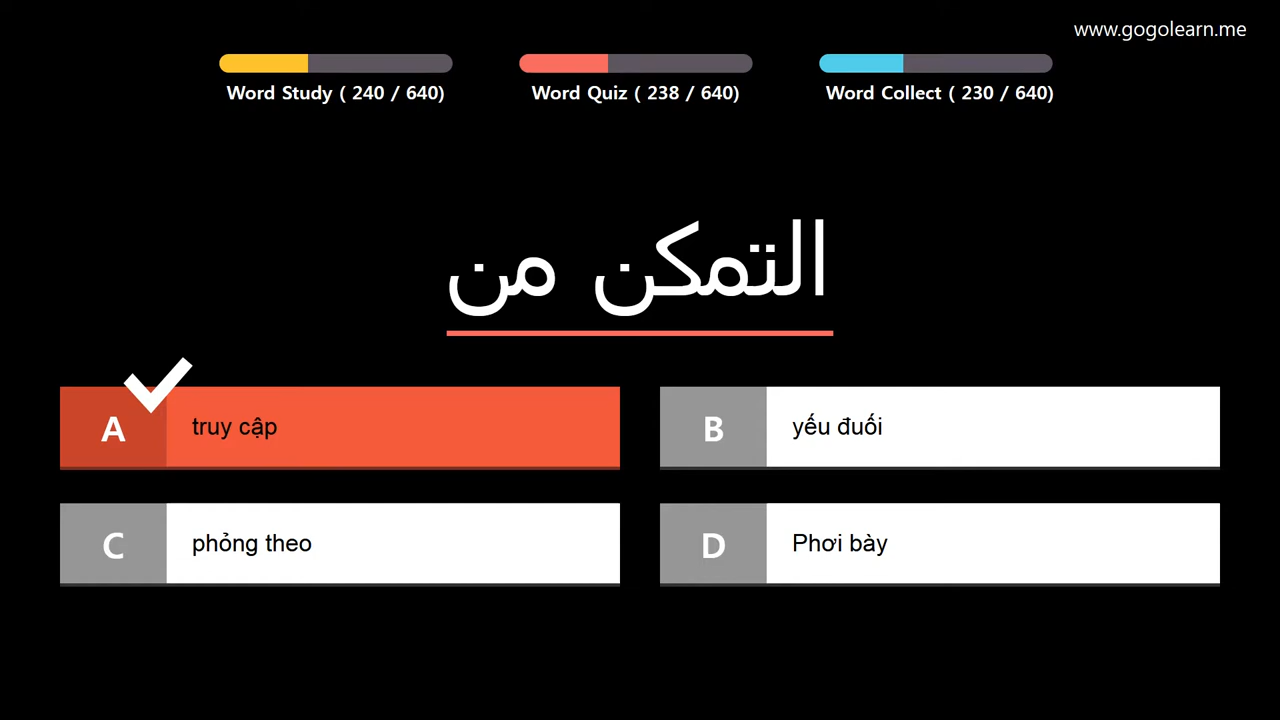 www.gogolearn.me
Word Study ( 240 / 640)
Word Quiz ( 238 / 640)
Word Collect ( 230 / 640)
التمكن من
A
truy cập
B
yếu đuối
C
phỏng theo
D
Phơi bày